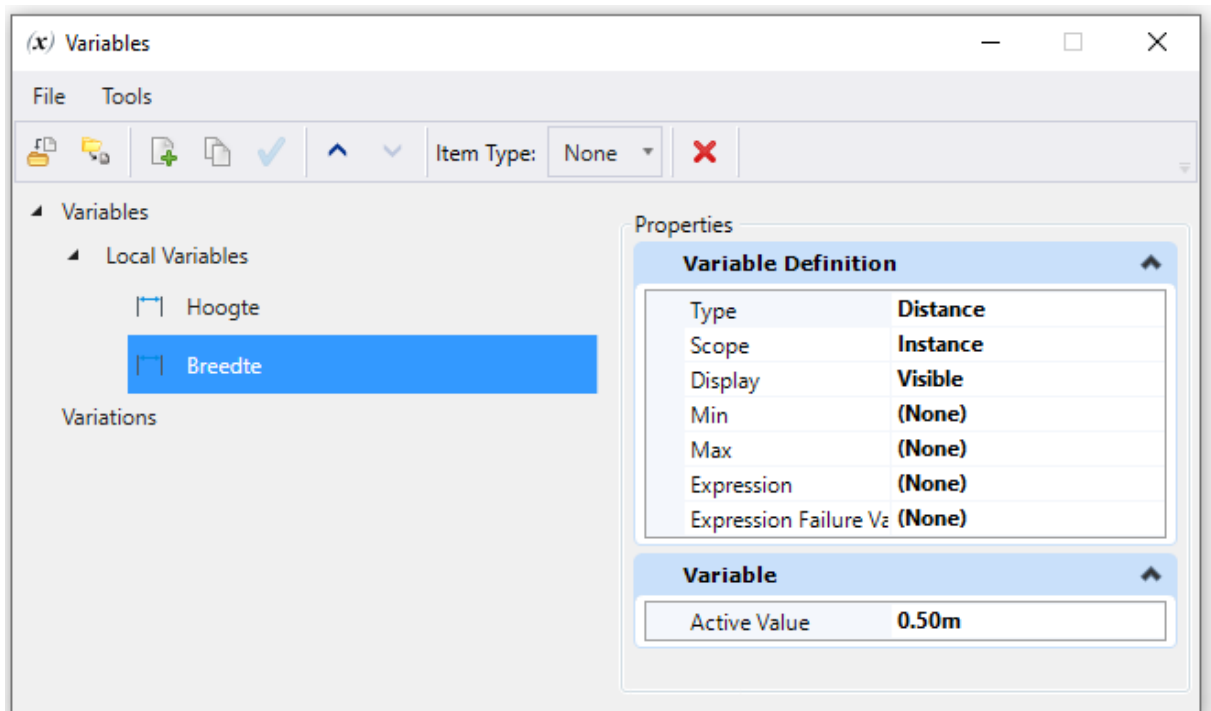 (x) Variables
File Tools
Item Type: None
Variables
Local Variables
Hoogte
Breedte
Variations
Properties
Variable Definition
Type Distance
Scope Instance
Display Visible
Min (None)
Max (None)
Expression (None)
Expression Failure Va (None)
Variable
Active Value 0.50m